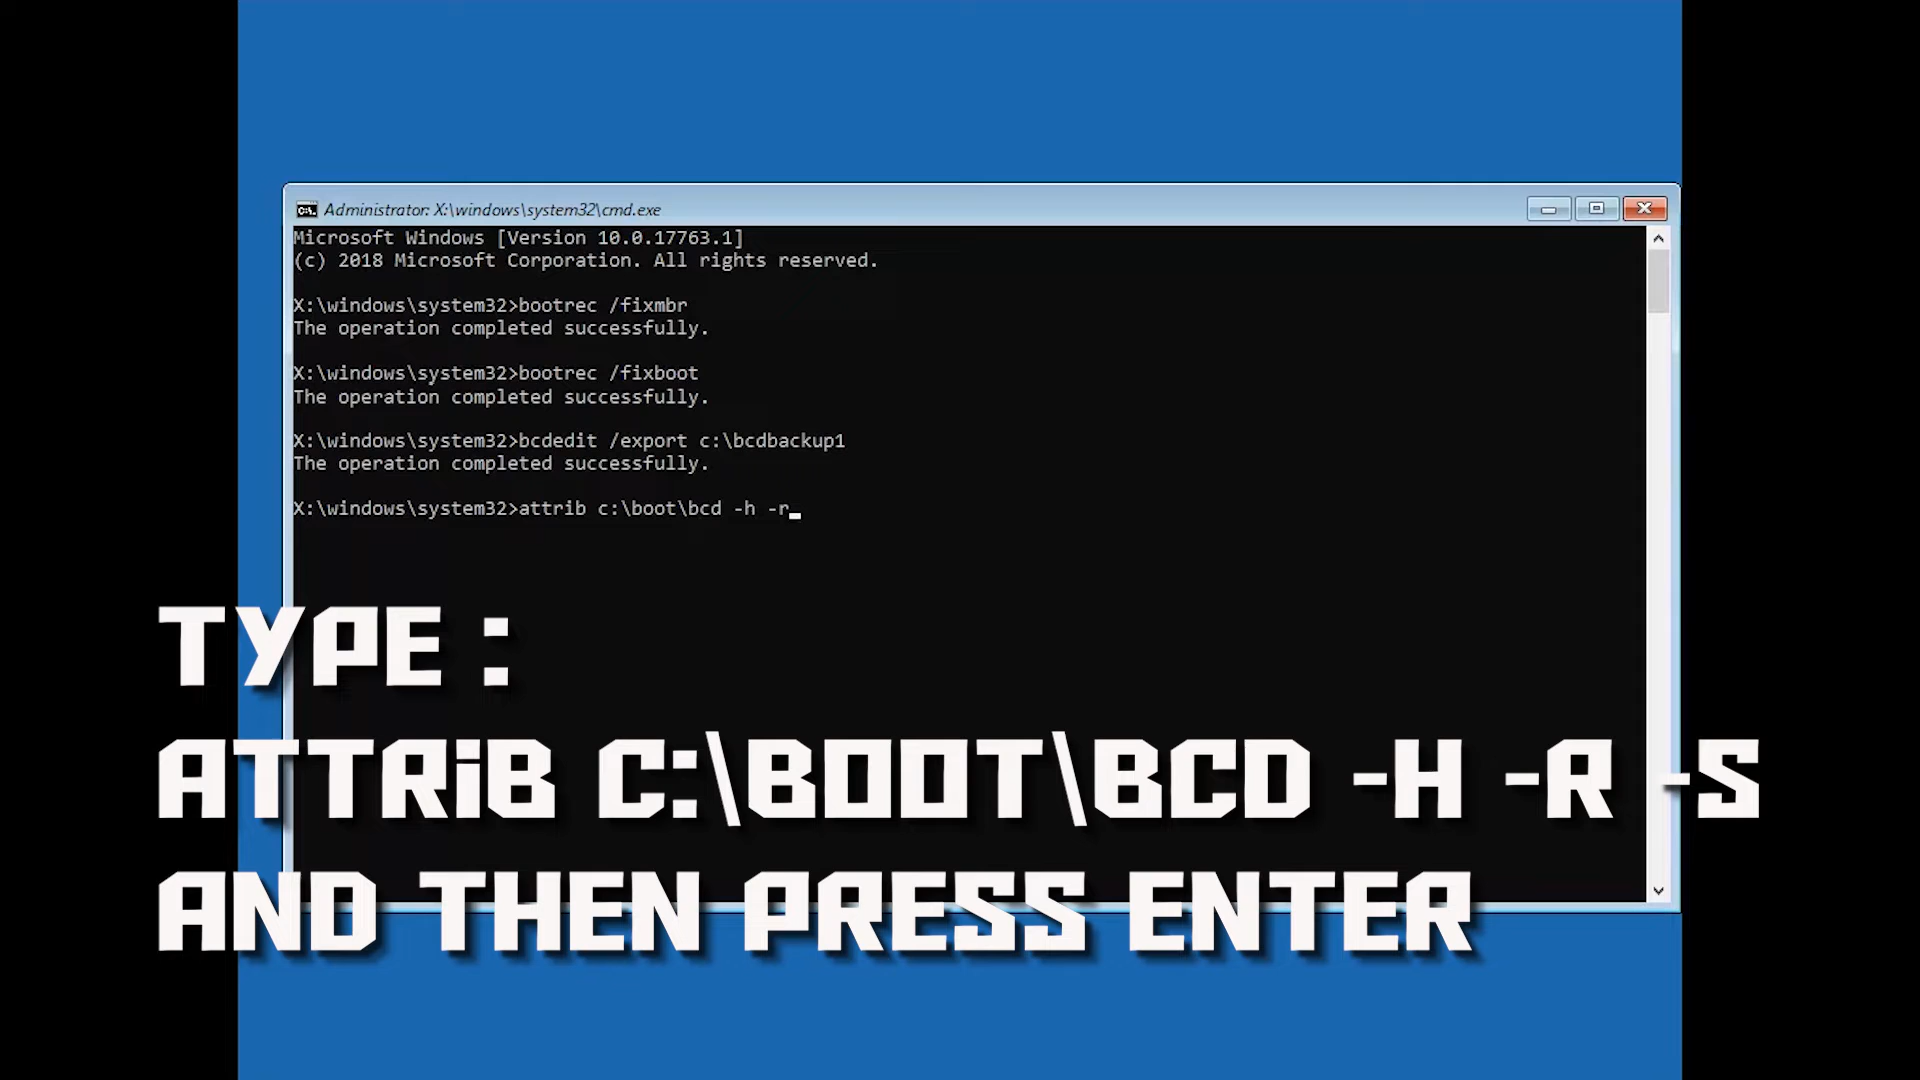 Administrator: X:\windows\system32\cmd.exe
Microsoft Windows [Version 10.0.17763.1]
(c) 2018 Microsoft Corporation. All rights reserved.
X:\windows\system32>bootrec /fixmbr
The operation completed successfully.
X:\windows\system32>bootrec /fixboot
The operation completed successfully.
X:\windows\system32>bcdedit /export c:\bcdbackup1
The operation completed successfully.
X:\windows\system32>attrib c:\boot\bcd -h -r
TYPE :
ATTRiB C:\BOOT\BCD -H -R -S
AND THEN PRESS ENTER